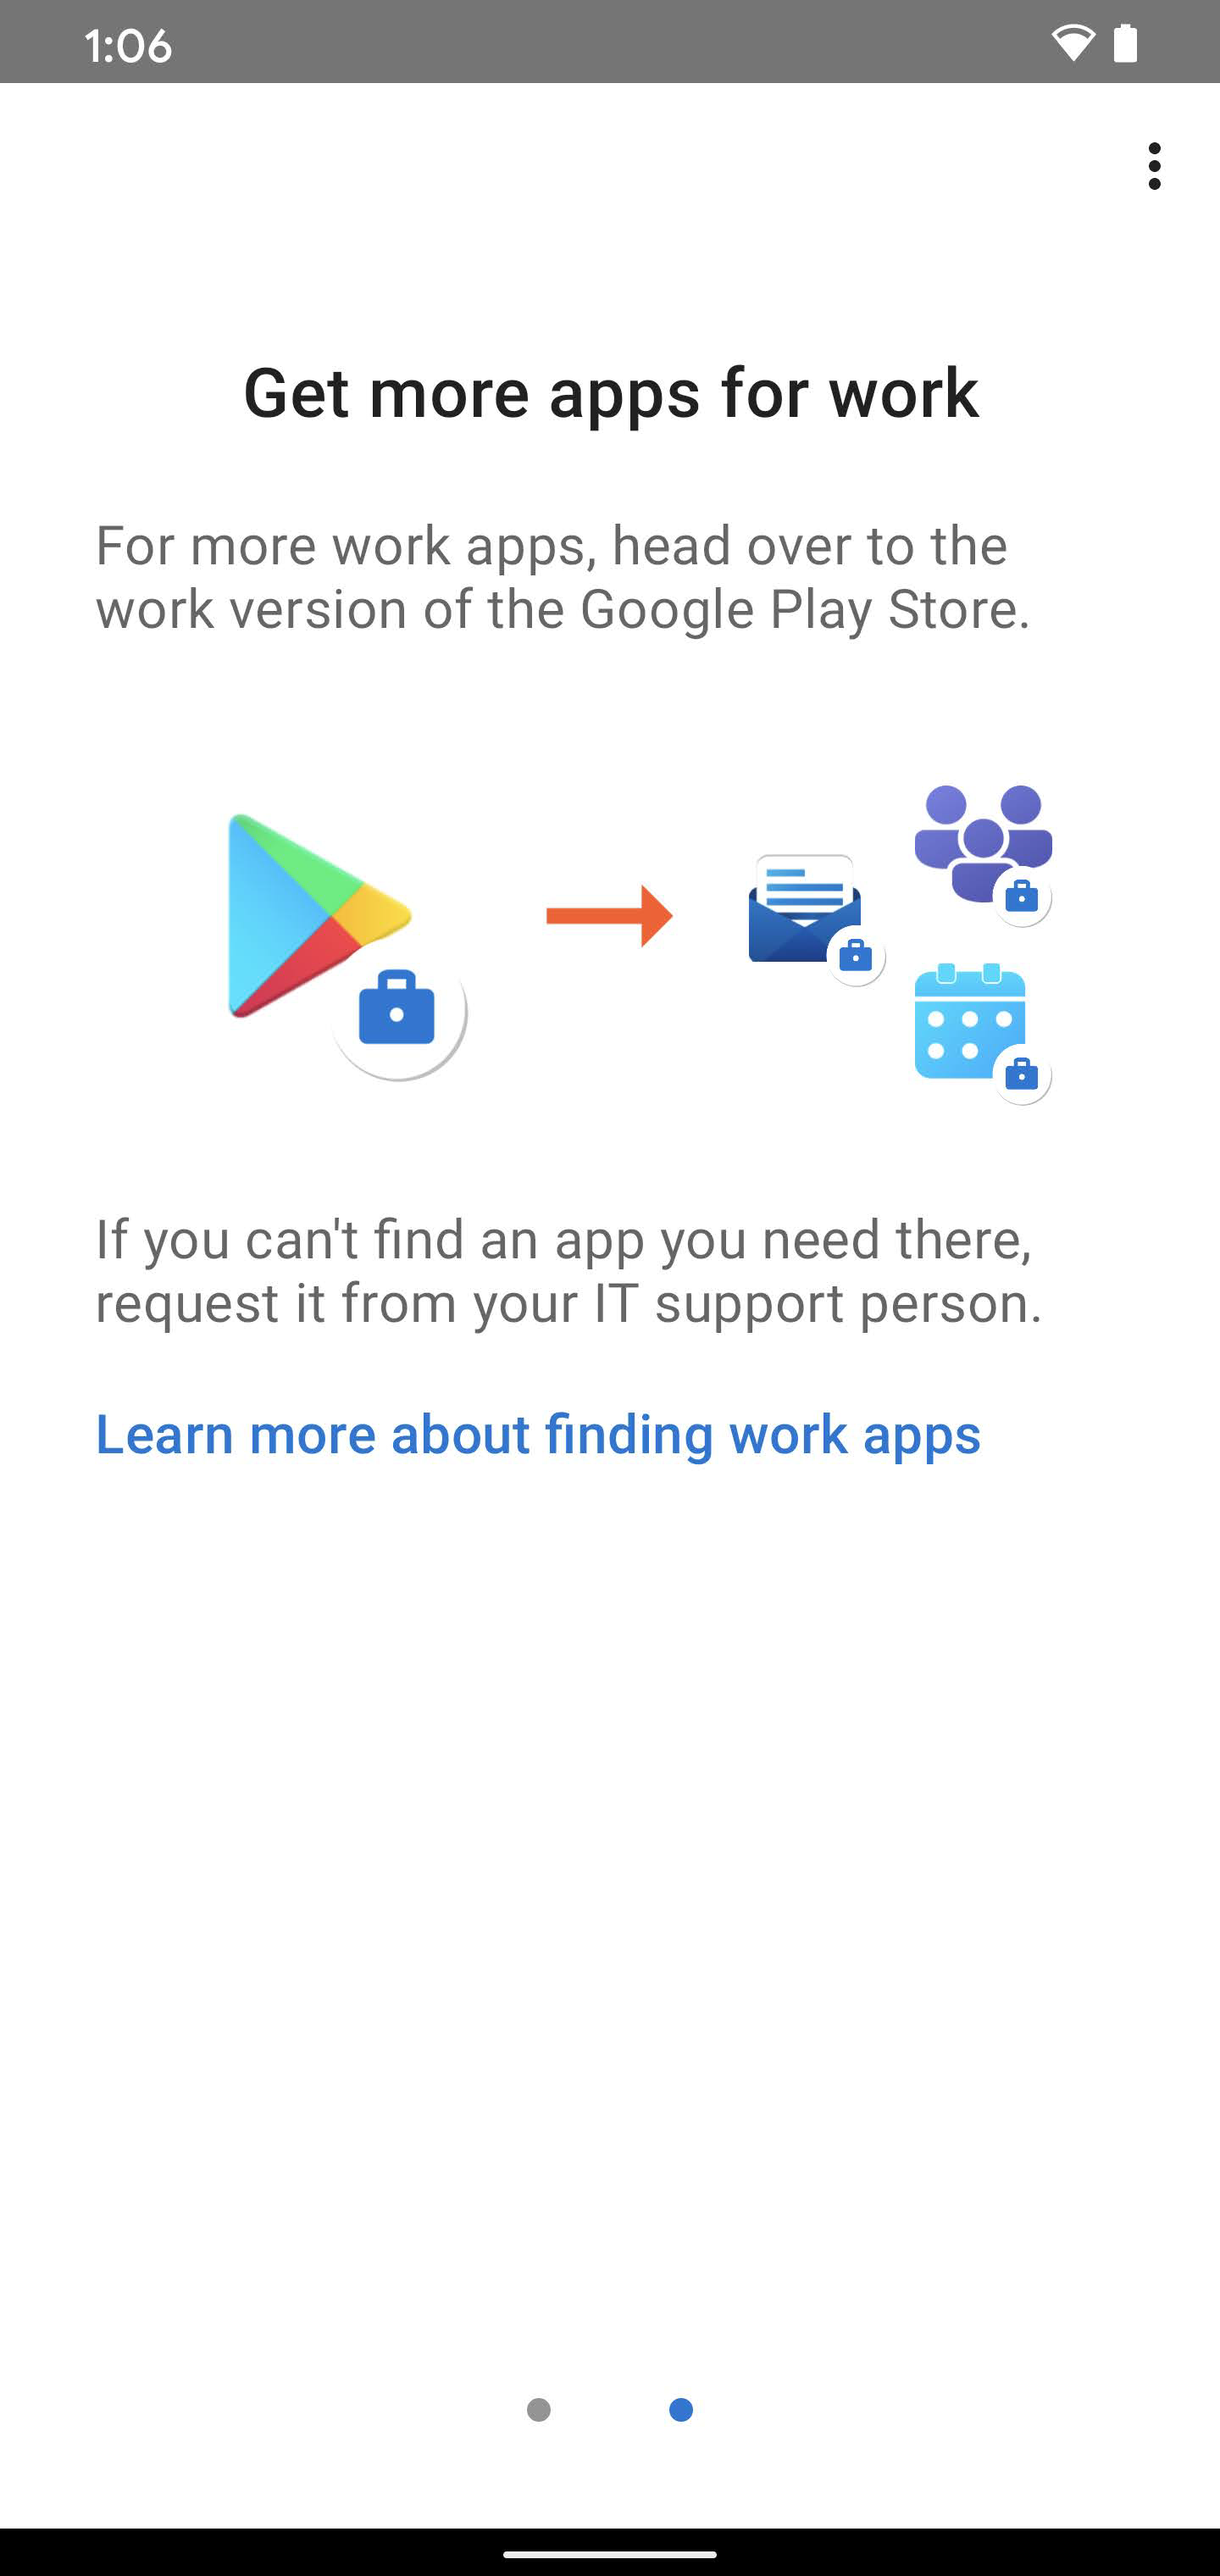 1:06
Get more apps for work
For more work apps, head over to the
work version of the Google Play Store.
If you can't find an app you need there,
request it from your IT support person.
Learn more about finding work apps